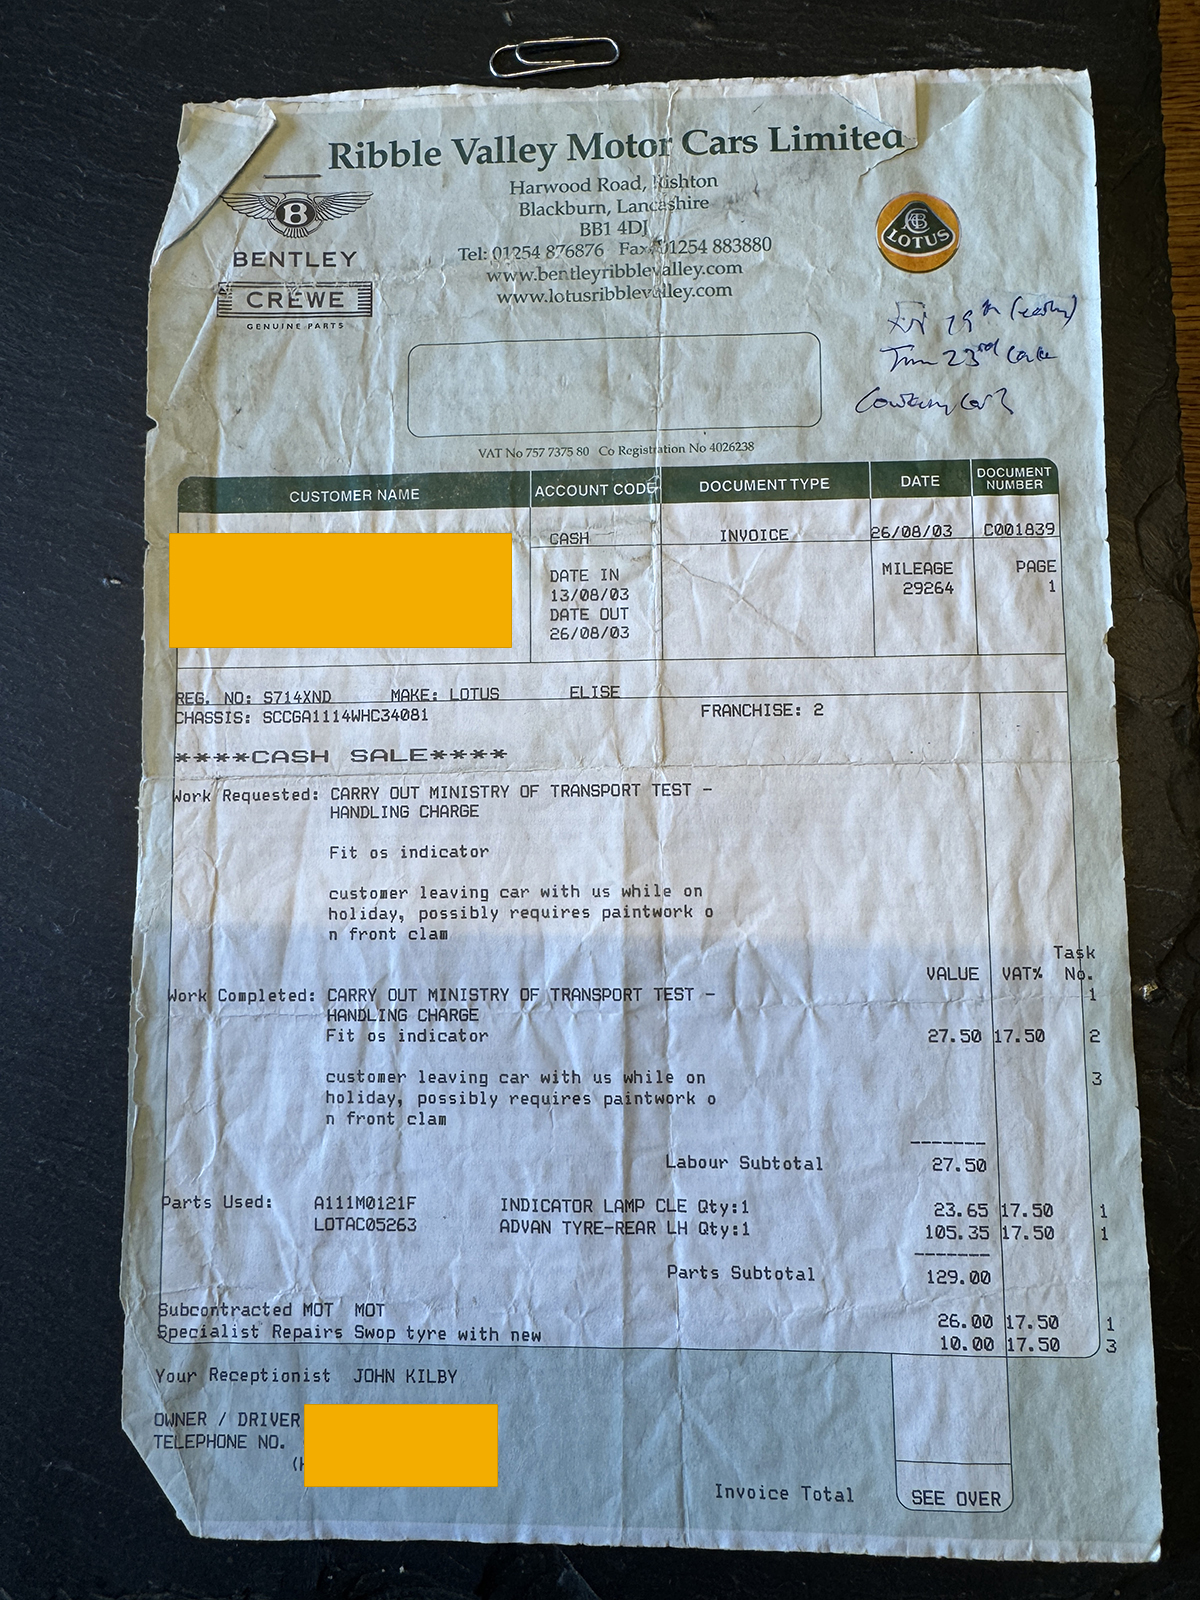 Ribble Valley Motor Cars Limited
Harwood Road, Rishton
Blackburn, Lancashire
BB1 4DJ
Tel: 01254 876876 Fax: 01254 883880
www.bentleyribblevalley.com
www.lotusribblevalley.com
B
BENTLEY
CREWE
GENUINE PARTS
LOTUS
Fri 29th
23rd
VAT No 757 7375 80 Co Registration No 4026238
CUSTOMER NAME ACCOUNT CODE DOCUMENT TYPE DATE DOCUMENT NUMBER
CASH INVOICE 26/08/03 C001839
DATE IN MILEAGE PAGE
13/08/03 29264 1
DATE OUT
26/08/03
REG. NO: S714XND MAKE: LOTUS ELISE
CHASSIS: SCCGA1114WHC34081 FRANCHISE: 2
****CASH SALE****
Work Requested: CARRY OUT MINISTRY OF TRANSPORT TEST -
HANDLING CHARGE
Fit os indicator
customer leaving car with us while on
holiday, possibly requires paintwork o
n front clam
Task
VALUE VAT% No.
Work Completed: CARRY OUT MINISTRY OF TRANSPORT TEST - 1
HANDLING CHARGE
Fit os indicator 27.50 17.50 2
customer leaving car with us while on 3
holiday, possibly requires paintwork o
n front clam
-------
Labour Subtotal 27.50
Parts Used: A111M0121F INDICATOR LAMP CLE Qty:1 23.65 17.50 1
LOTAC05263 ADVAN TYRE-REAR LH Qty:1 105.35 17.50 1
-------
Parts Subtotal 129.00
Subcontracted MOT MOT 26.00 17.50 1
Specialist Repairs Swop tyre with new 10.00 17.50 3
Your Receptionist JOHN KILBY
OWNER / DRIVER
TELEPHONE NO.
(H
Invoice Total SEE OVER